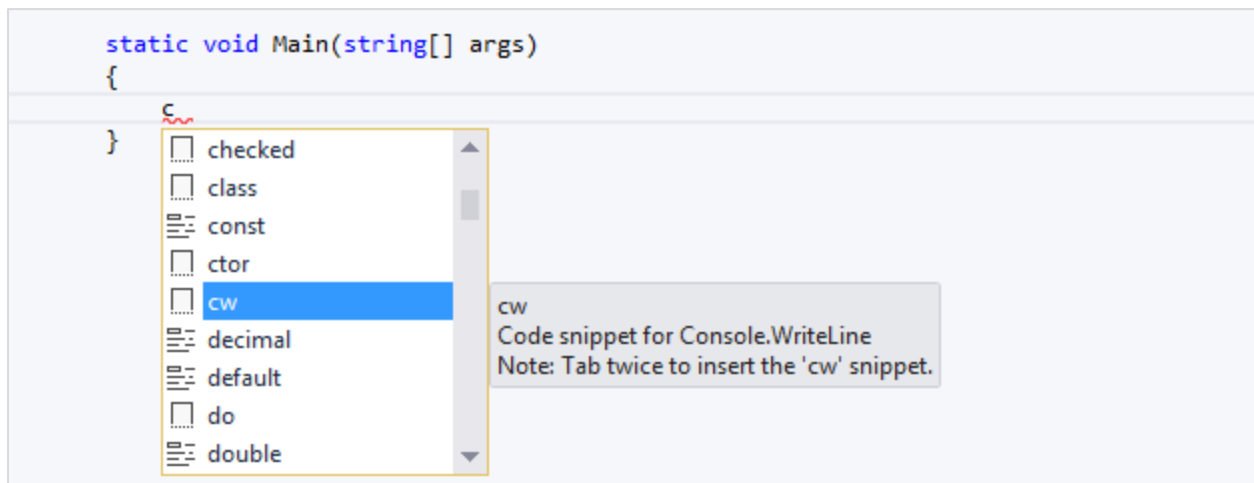 static void Main(string[] args)
{
c
}
checked
class
const
ctor
cw
decimal
default
do
double
cw
Code snippet for Console.WriteLine
Note: Tab twice to insert the 'cw' snippet.